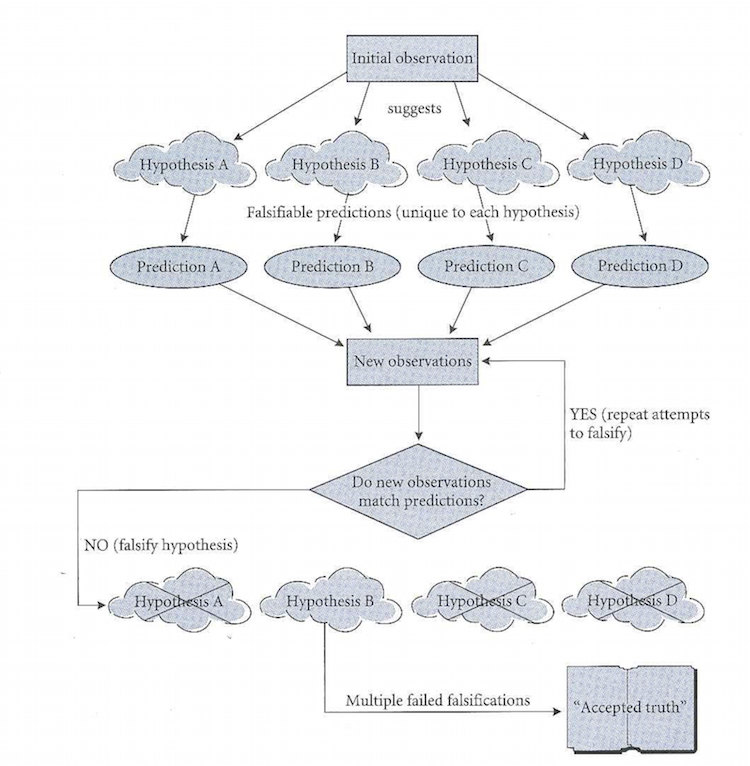 Initial observation
suggests
Hypothesis A
Hypothesis B
Hypothesis C
Hypothesis D
Falsifiable predictions (unique to each hypothesis)
Prediction A
Prediction B
Prediction C
Prediction D
New observations
YES (repeat attempts
to falsify)
Do new observations
match predictions?
NO (falsify hypothesis)
Hypothesis A
Hypothesis B
Hypothesis C
Hypothesis D
Multiple failed falsifications
“Accepted truth”